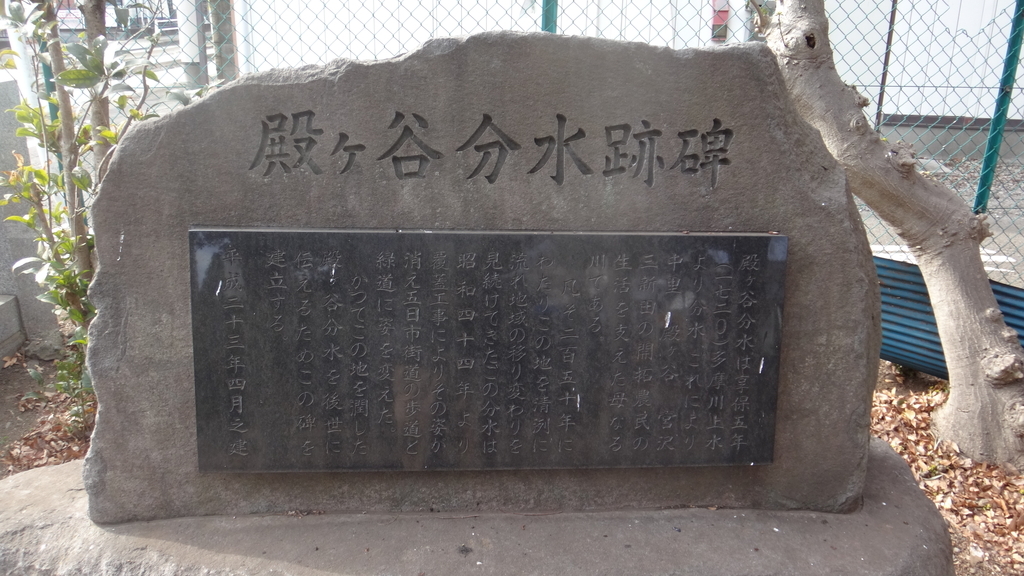 殿ヶ谷分水跡碑
殿ヶ谷分水は享保五年
(一七二〇)多摩川上水
より分水これにより
中里 殿ヶ谷 宮沢
三新田の開拓農民の
生活を支えた母なる
川である
以来二百五十年に
わたりこの地を清冽に
流れ地域の移り変わりを
見続けてきたこの分水は
昭和四十四年より
覆蓋工事によりその姿が
消え五日市街道の歩道と
緑道に姿を変えた
かつてこの地を潤した
殿ヶ谷分水を後世に
伝えるためこの碑を
建立する
平成二十三年四月之建